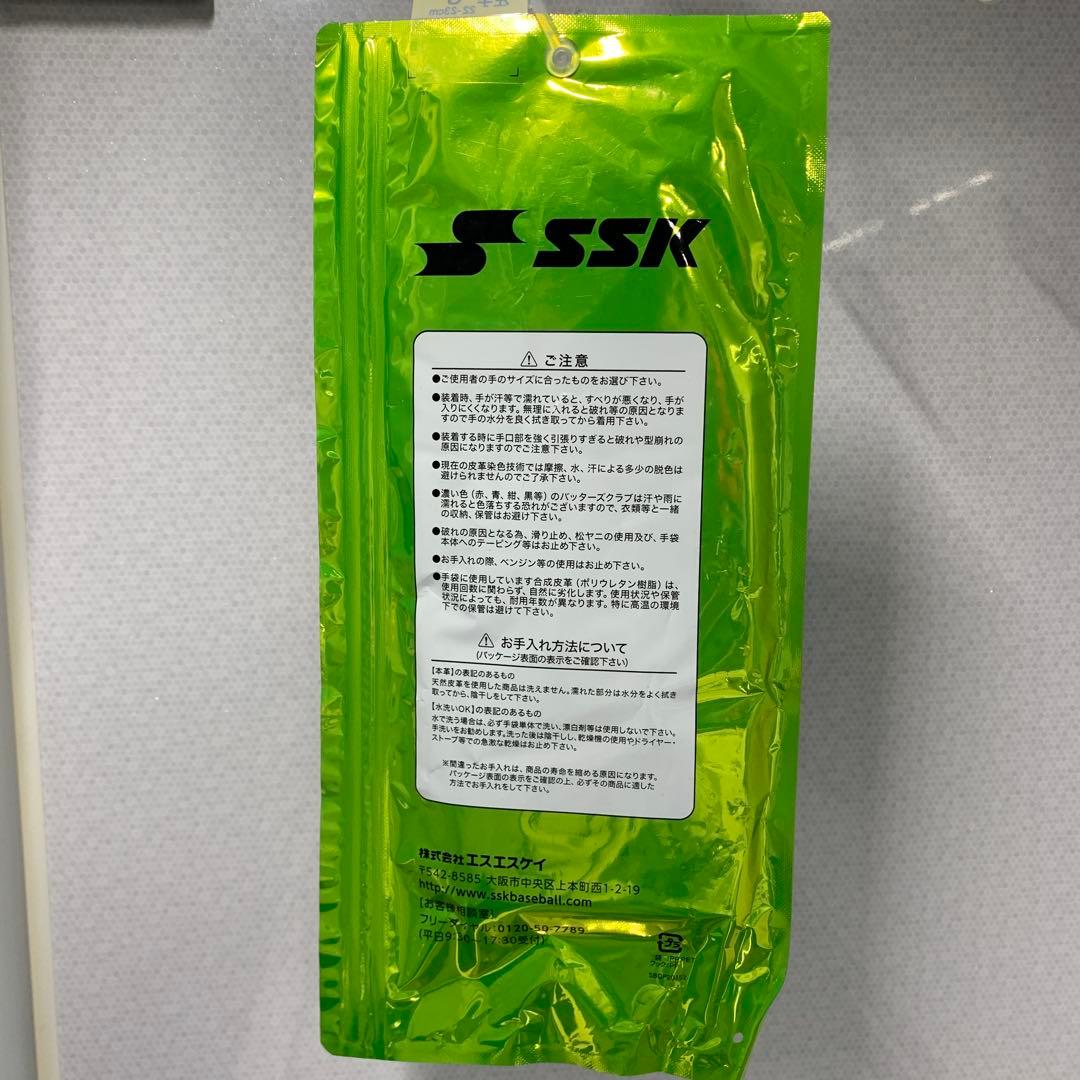 22-23cm
SSK
ご注意
●ご使用者の手のサイズに合ったものをお選び下さい。
●装着時、手が汗等で濡れていると、すべりが悪くなり、手が
入りにくくなります。無理に入れると破れ等の原因となりま
すので手の水分を良く拭き取ってから着用下さい。
●装着する時に手口部を強く引張りすぎると破れや型崩れの
原因になりますのでご注意下さい。
●現在の皮革染色技術では摩擦、水、汗による多少の脱色は
避けられませんのでご了承下さい。
●濃い色(赤、青、紺、黒等)のバッターズクラブは汗や雨に
濡れると色落ちする恐れがございますので、衣類等と一緒
の収納、保管はお避け下さい。
●破れの原因となる為、滑り止め、松ヤニの使用及び、手袋
本体へのテーピング等はお止め下さい。
●お手入れの際、ベンジン等の使用はお止め下さい。
●手袋に使用しています合成皮革(ポリウレタン樹脂)は、
使用回数に関わらず、自然に劣化します。使用状況や保管
状況によっても、耐用年数が異なります。特に高温の環境
下での保管は避けて下さい。
お手入れ方法について
(パッケージ表面の表示をご確認下さい)
【本革】の表記のあるもの
天然皮革を使用した商品は洗えません。濡れた部分は水分をよく拭き
取ってから、陰干しをして下さい。
【水洗いOK】の表記のあるもの
水で洗う場合は、必ず手袋単体で洗い、漂白剤等は使用しないで下さい。
手洗いをお勧めします。洗った後は陰干しし、乾燥機の使用やドライヤー・
ストーブ等での急激な乾燥はお止め下さい。
※間違ったお手入れは、商品の寿命を縮める原因になります。
パッケージ表面の表示をご確認の上、必ずその商品に適した
方法でお手入れをして下さい。
株式会社エスエスケイ
〒542-8585 大阪市中央区上本町西1-2-19
http://www.sskbaseball.com
【お客様相談室】
フリーダイヤル:0120-50-7789
(平日9:30~17:30受付)
プラ
袋 :PP,PET